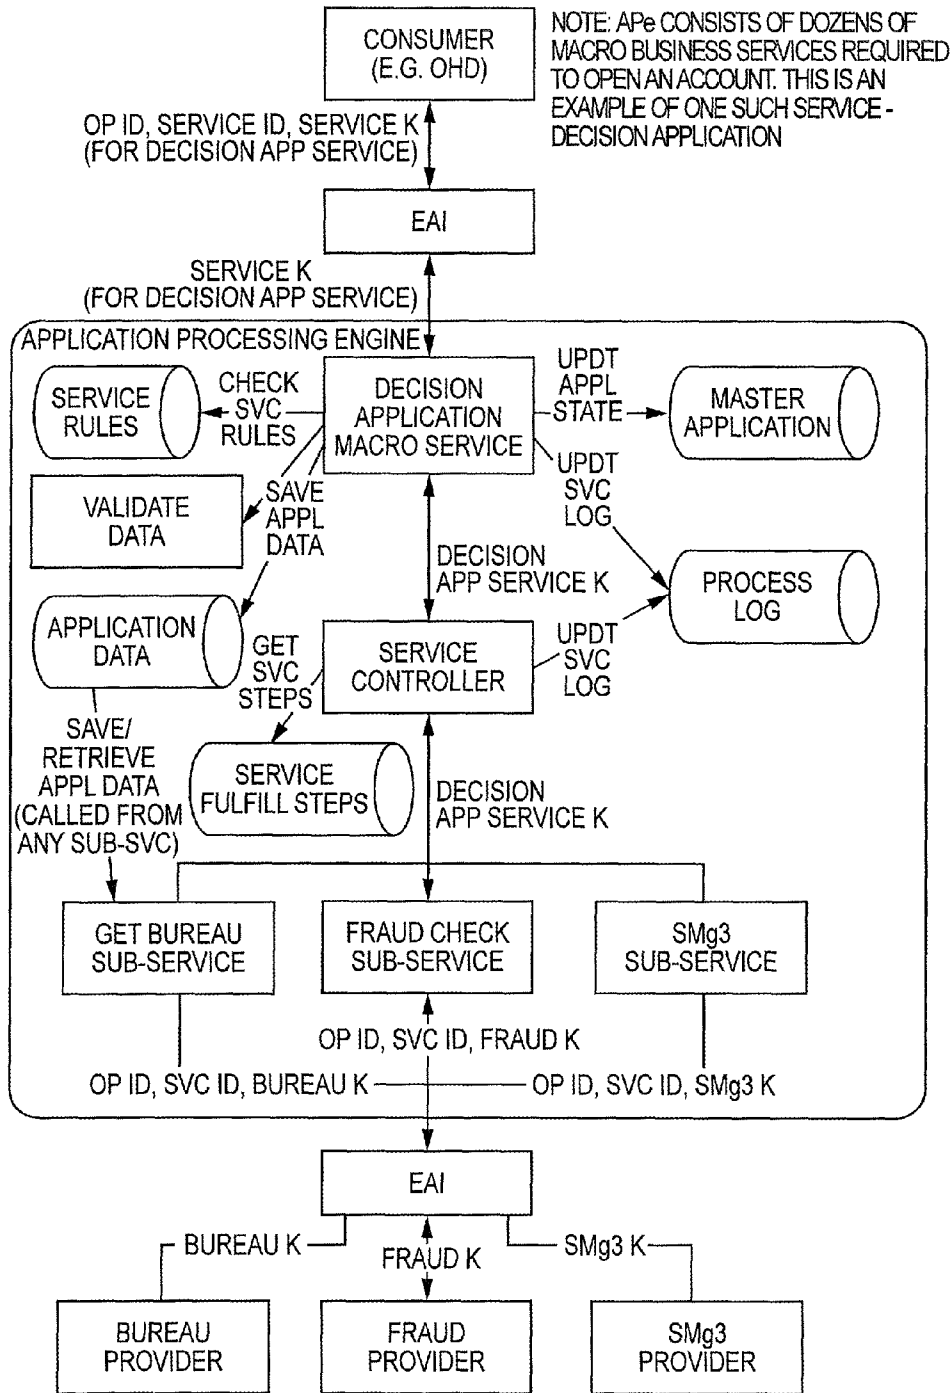 CONSUMER
(E.G. OHD)
NOTE: APe CONSISTS OF DOZENS OF
MACRO BUSINESS SERVICES REQUIRED
TO OPEN AN ACCOUNT. THIS IS AN
EXAMPLE OF ONE SUCH SERVICE -
DECISION APPLICATION
OP ID, SERVICE ID, SERVICE K
(FOR DECISION APP SERVICE)
EAI
SERVICE K
(FOR DECISION APP SERVICE)
APPLICATION PROCESSING ENGINE
SERVICE
RULES
CHECK
SVC
RULES
DECISION
APPLICATION
MACRO SERVICE
UPDT
APPL
STATE
MASTER
APPLICATION
VALIDATE
DATA
SAVE
APPL
DATA
UPDT
SVC
LOG
DECISION
APP SERVICE K
PROCESS
LOG
APPLICATION
DATA
GET
SVC
STEPS
SERVICE
CONTROLLER
UPDT
SVC
LOG
SAVE/
RETRIEVE
APPL DATA
(CALLED FROM
ANY SUB-SVC)
SERVICE
FULFILL STEPS
DECISION
APP SERVICE K
GET BUREAU
SUB-SERVICE
FRAUD CHECK
SUB-SERVICE
SMg3
SUB-SERVICE
OP ID, SVC ID, FRAUD K
OP ID, SVC ID, BUREAU K
OP ID, SVC ID, SMg3 K
EAI
BUREAU K
FRAUD K
SMg3 K
BUREAU
PROVIDER
FRAUD
PROVIDER
SMg3
PROVIDER